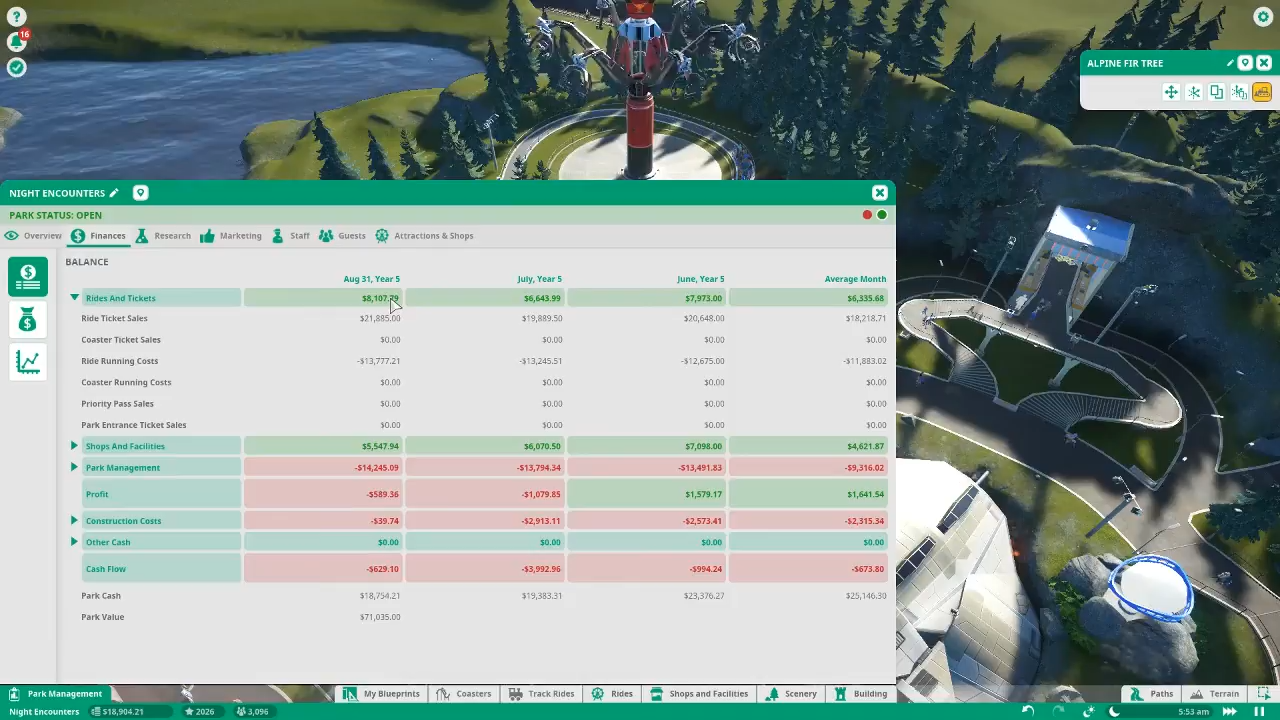 ?
16
ALPINE FIR TREE
NIGHT ENCOUNTERS
PARK STATUS: OPEN
Overview Finances Research Marketing Staff Guests Attractions & Shops
BALANCE
Aug 31, Year 5 July, Year 5 June, Year 5 Average Month
Rides And Tickets $8,107.79 $6,643.99 $7,973.00 $6,335.68
Ride Ticket Sales $21,885.00 $19,889.50 $20,648.00 $18,218.71
Coaster Ticket Sales $0.00 $0.00 $0.00 $0.00
Ride Running Costs -$13,777.21 -$13,245.51 -$12,675.00 -$11,883.02
Coaster Running Costs $0.00 $0.00 $0.00 $0.00
Priority Pass Sales $0.00 $0.00 $0.00 $0.00
Park Entrance Ticket Sales $0.00 $0.00 $0.00 $0.00
Shops And Facilities $5,547.94 $6,070.50 $7,098.00 $4,621.87
Park Management -$14,245.09 -$13,794.34 -$13,491.83 -$9,316.02
Profit -$589.36 -$1,079.85 $1,579.17 $1,641.54
Construction Costs -$39.74 -$2,913.11 -$2,573.41 -$2,315.34
Other Cash $0.00 $0.00 $0.00 $0.00
Cash Flow -$629.10 -$3,992.96 -$994.24 -$673.80
Park Cash $18,754.21 $19,383.31 $23,376.27 $25,146.30
Park Value $71,035.00
Park Management My Blueprints Coasters Track Rides Rides Shops and Facilities Scenery Building Paths Terrain
Night Encounters $18,904.21 2026 3,096 5:53 am